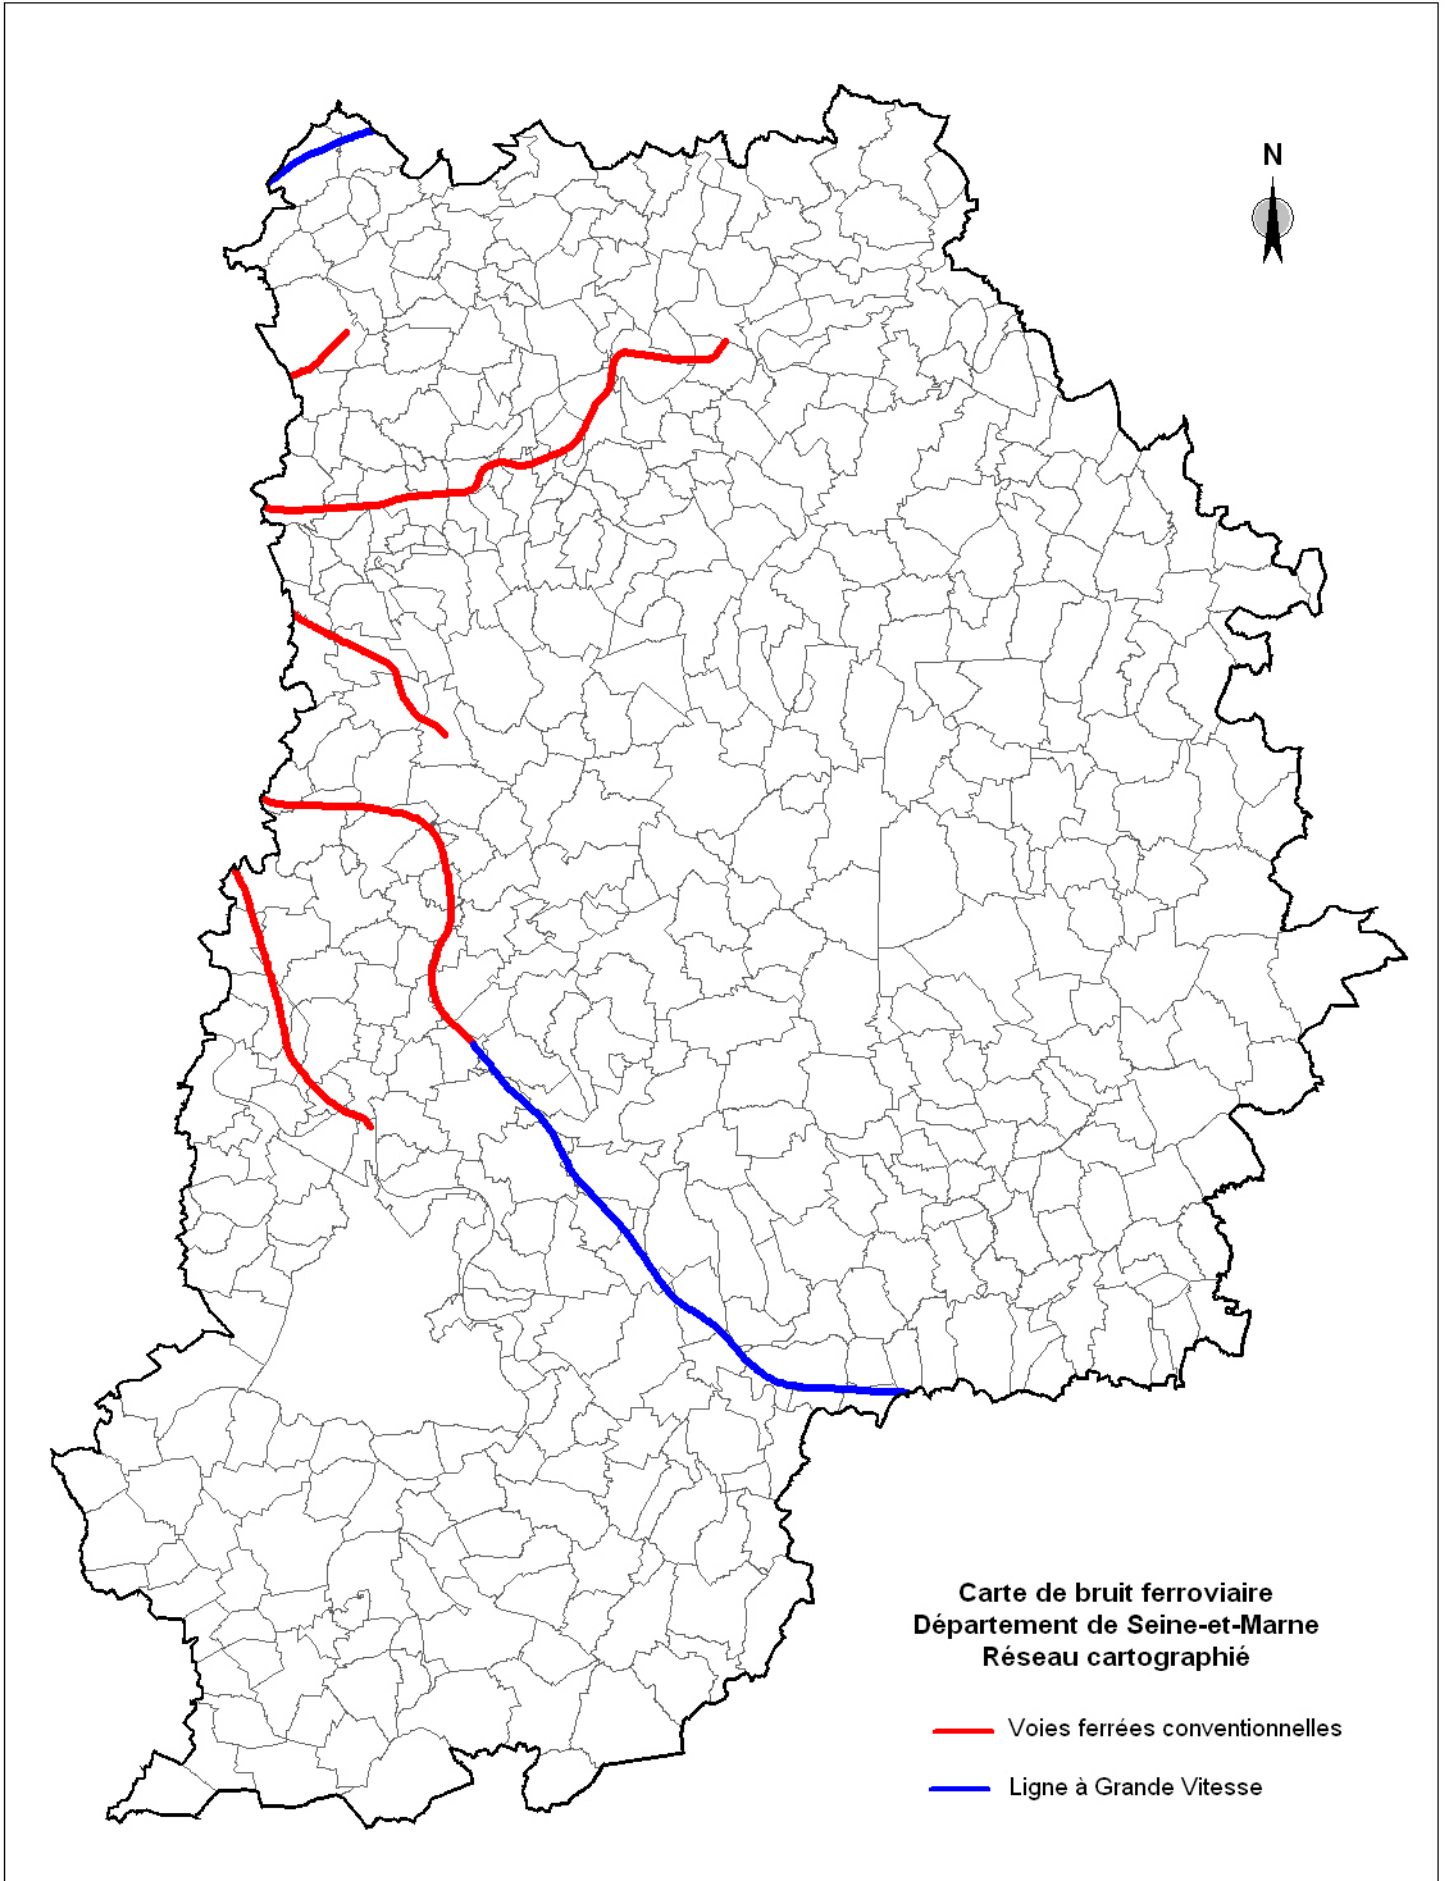 N
Carte de bruit ferroviaire
Département de Seine-et-Marne
Réseau cartographié
Voies ferrées conventionnelles
Ligne à Grande Vitesse